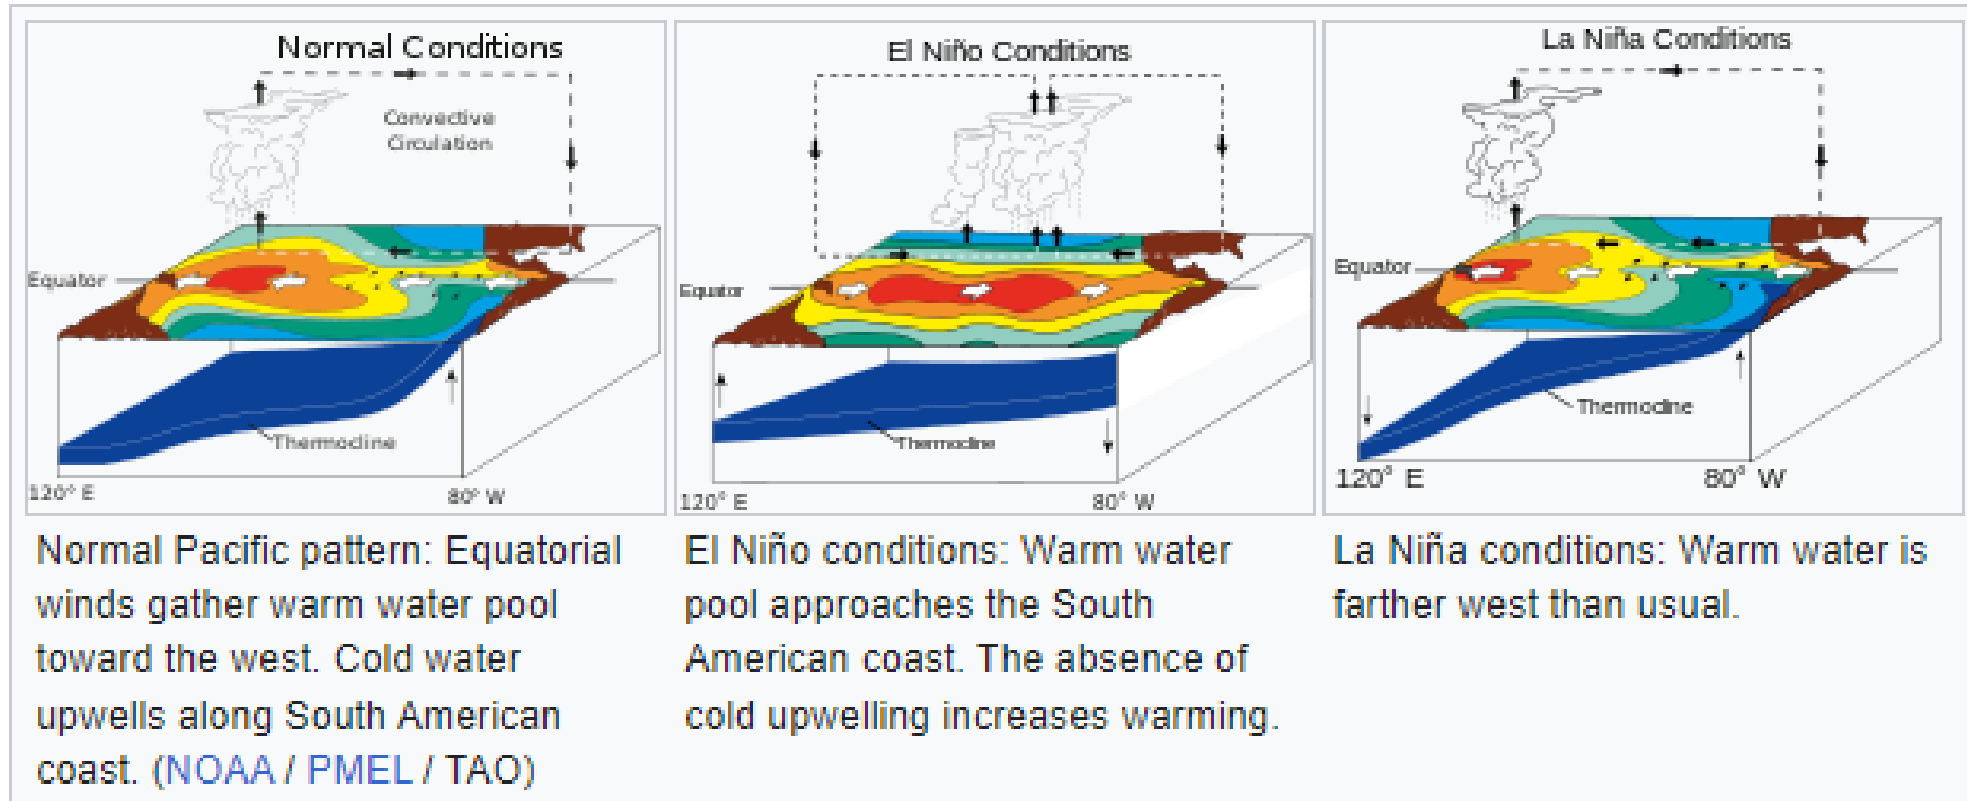 Normal Conditions
Convective
Circulation
Equator
Thermocline
120° E
80° W
Normal Pacific pattern: Equatorial
winds gather warm water pool
toward the west. Cold water
upwells along South American
coast. (NOAA / PMEL / TAO)
El Niño Conditions
Equator
Thermocline
120° E
80° W
El Niño conditions: Warm water
pool approaches the South
American coast. The absence of
cold upwelling increases warming.
La Niña Conditions
Equator
Thermocline
120° E
80° W
La Niña conditions: Warm water is
farther west than usual.